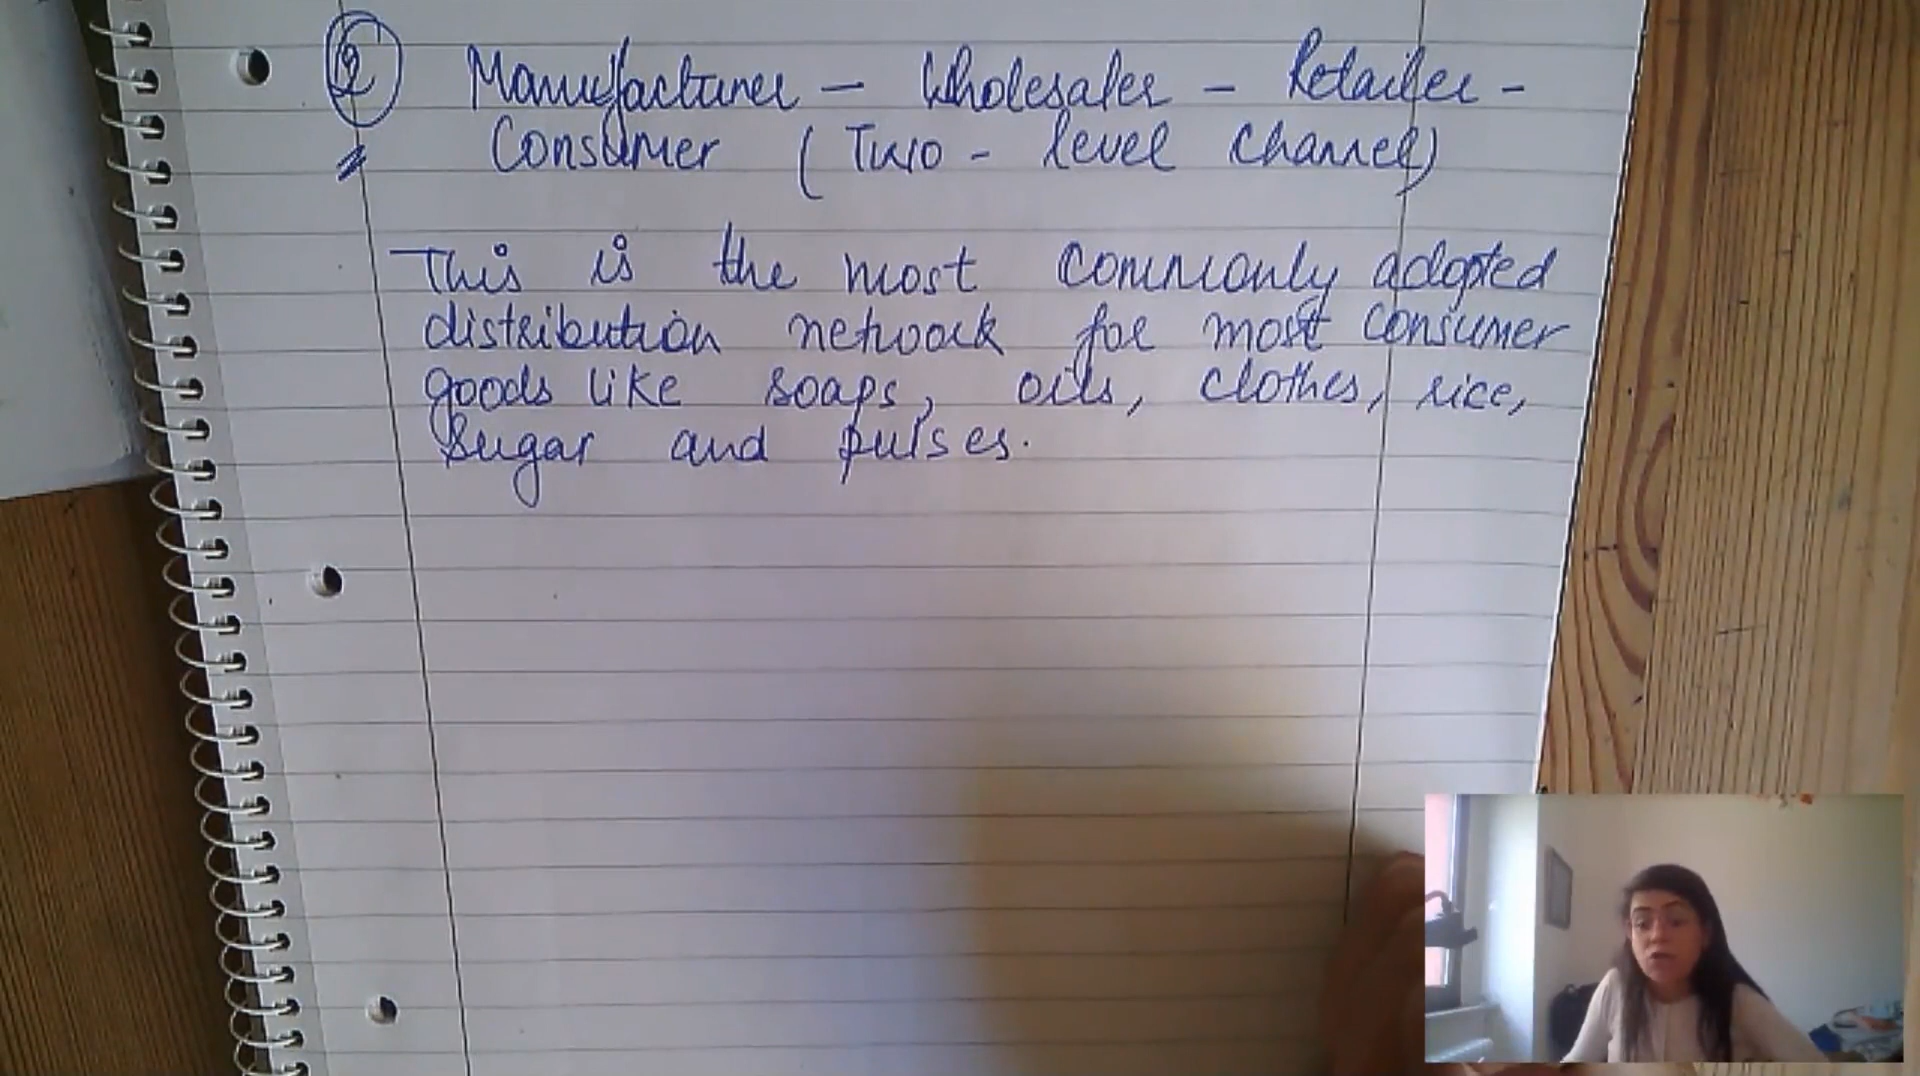 2 Manufacturer - Wholesaler - Retailer -
Consumer (Two - level channel)
This is the most commonly adopted
distribution network for most consumer
goods like soaps, oils, clothes, rice,
sugar and pulses.